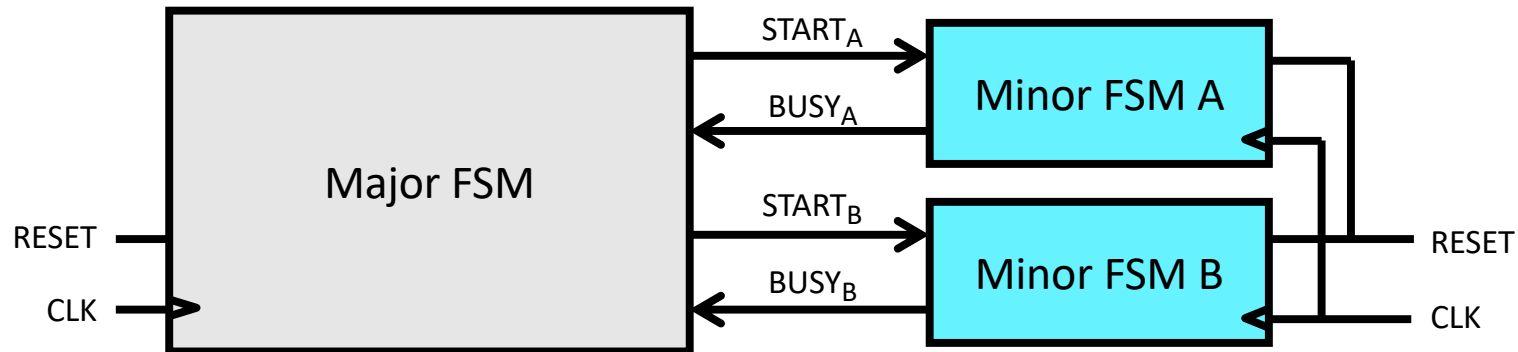 START_A
Minor FSM A
BUSY_A
Major FSM
START_B
RESET
RESET
Minor FSM B
BUSY_B
CLK
CLK